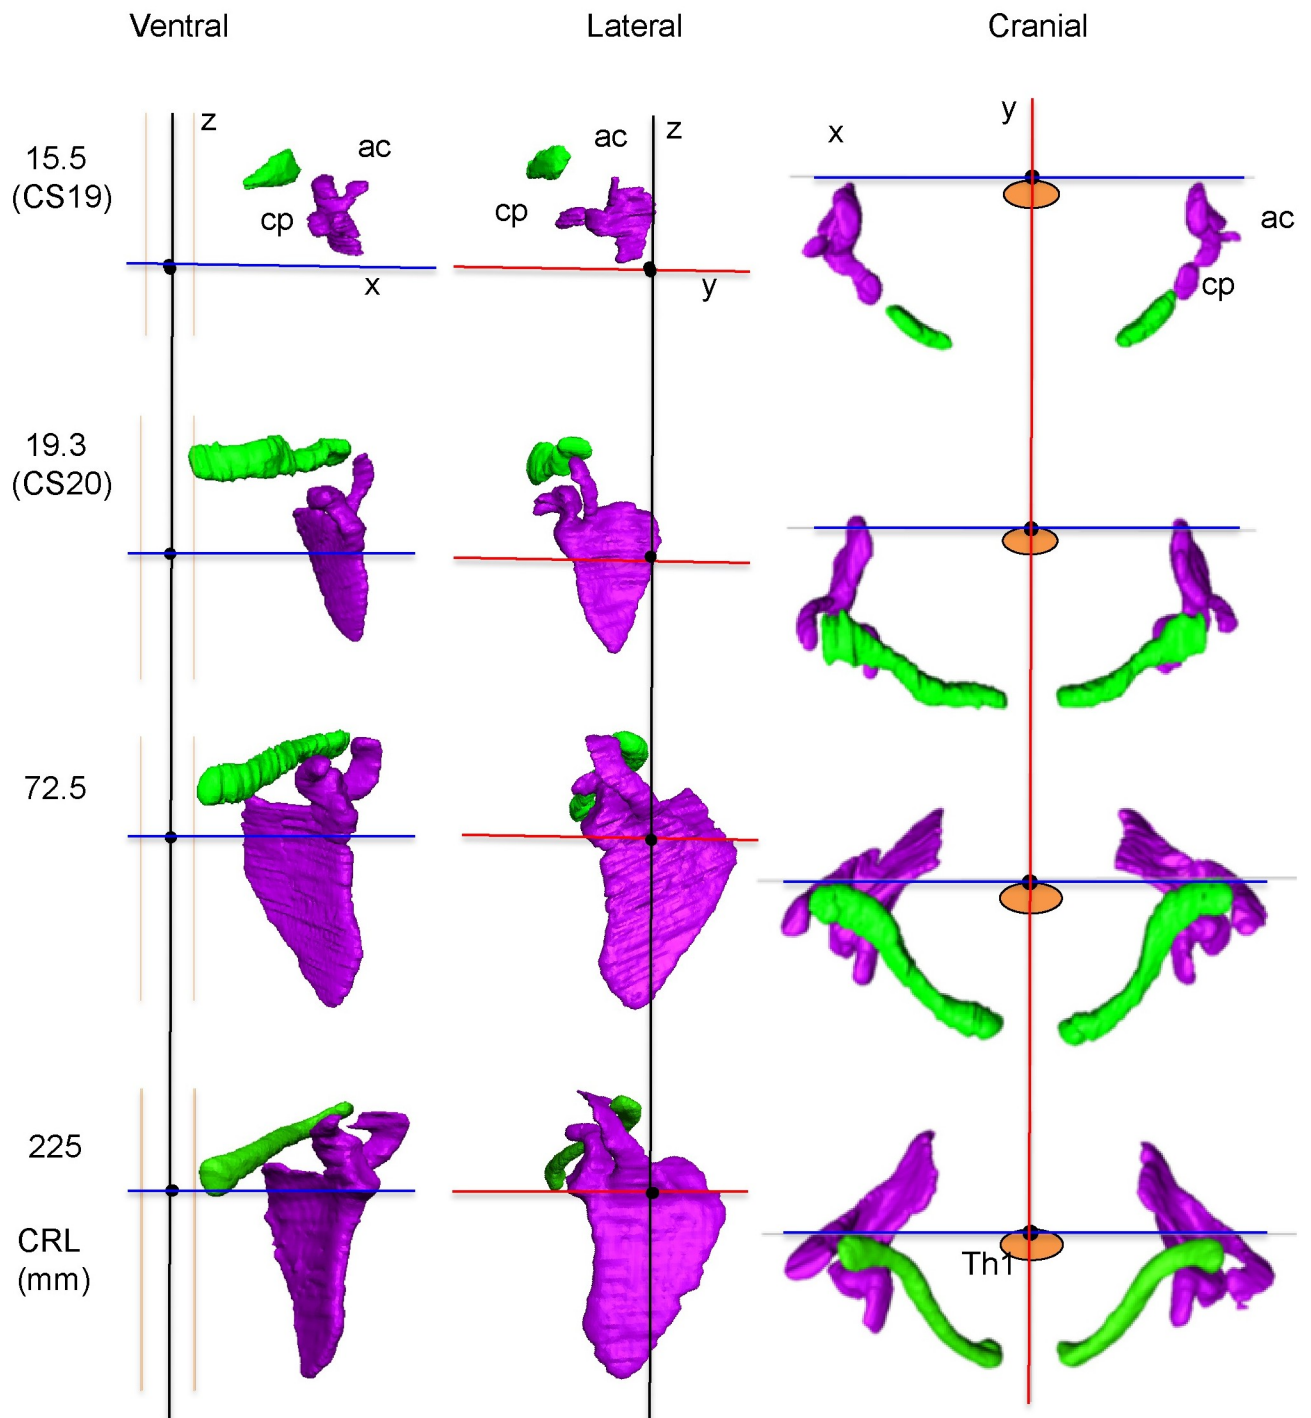 Ventral
Lateral
Cranial
15.5
(CS19)
z
ac
cp
x
ac
z
cp
y
x
y
ac
cp
19.3
(CS20)
72.5
225
CRL
(mm)
Th1